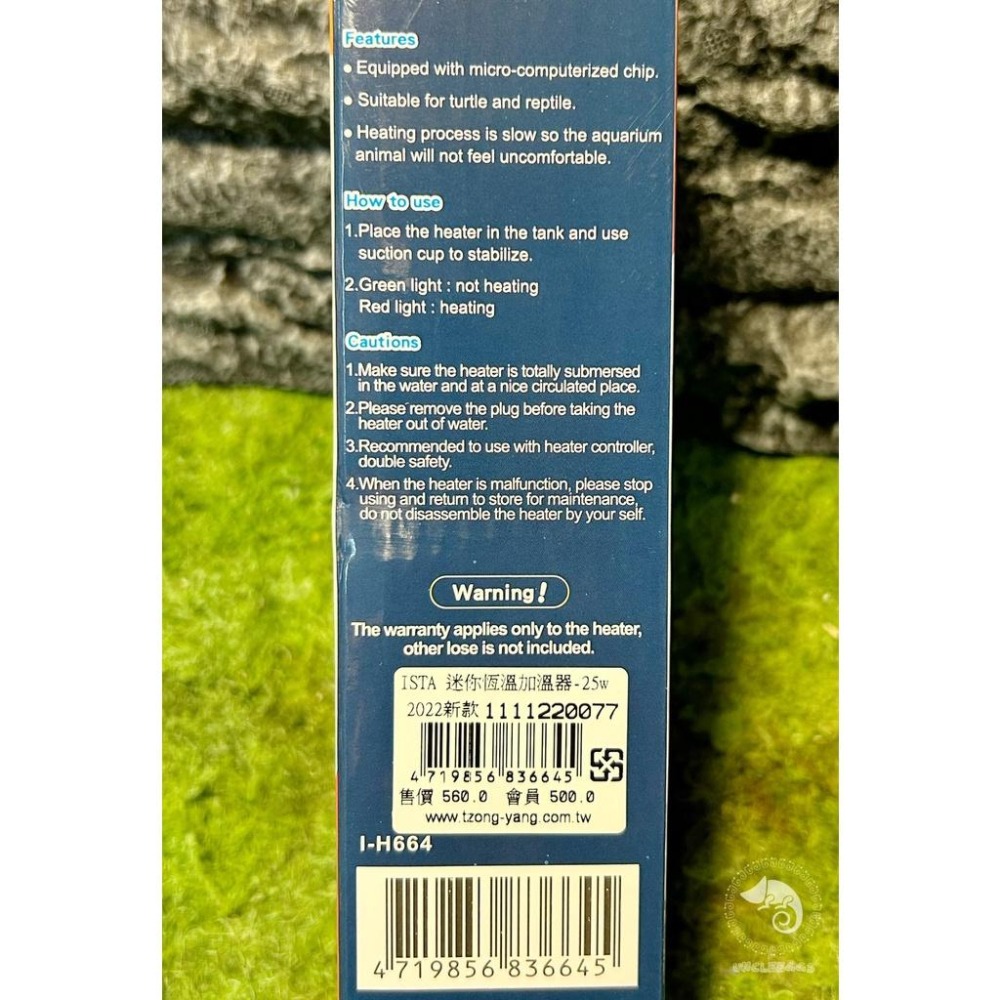 Features
• Equipped with micro-computerized chip.
• Suitable for turtle and reptile.
• Heating process is slow so the aquarium
animal will not feel uncomfortable.
How to use
1.Place the heater in the tank and use
suction cup to stabilize.
2.Green light : not heating
Red light : heating
Cautions
1.Make sure the heater is totally submersed
in the water and at a nice circulated place.
2.Please remove the plug before taking the
heater out of water.
3.Recommended to use with heater controller,
double safety.
4.When the heater is malfunction, please stop
using and return to store for maintenance,
do not disassemble the heater by your self.
Warning!
The warranty applies only to the heater,
other lose is not included.
ISTA 迷你恆溫加溫器-25w
2022新款 1111220077
4 719856 836645
售價 560.0 會員 500.0
www.tzong-yang.com.tw
I-H664
4 719856 836645
UNCLEBAGS